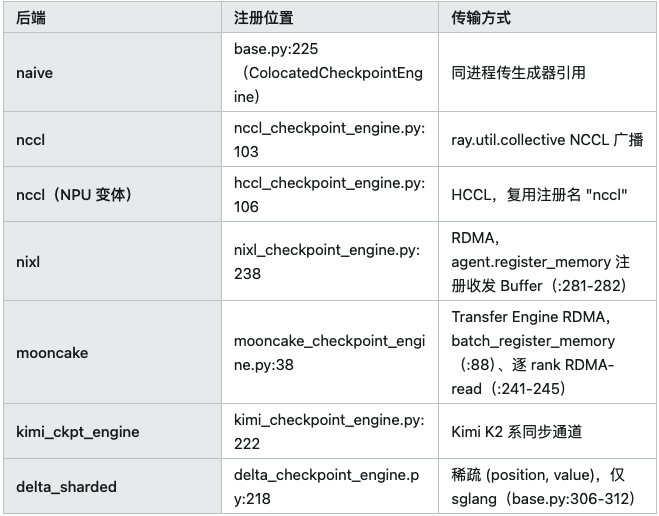 后端
注册位置
传输方式
naive
base.py:225
（ColocatedCheckpointEng
ine）
同进程传生成器引用
nccl
nccl_checkpoint_engine.py:
103
ray.util.collective NCCL 广播
nccl（NPU 变体）
hccl_checkpoint_engine.py:
106
HCCL，复用注册名 "nccl"
nixl
nixl_checkpoint_engine.py:
238
RDMA，
agent.register_memory 注
册收发 Buffer（:281-282）
mooncake
mooncake_checkpoint_engi
ne.py:38
Transfer Engine RDMA，
batch_register_memory
（:88）、逐 rank RDMA-
read（:241-245）
kimi_ckpt_engine
kimi_checkpoint_engine.py:
222
Kimi K2 系同步通道
delta_sharded
delta_checkpoint_engine.p
y:218
稀疏 (position, value)，仅
sglang（base.py:306-312）